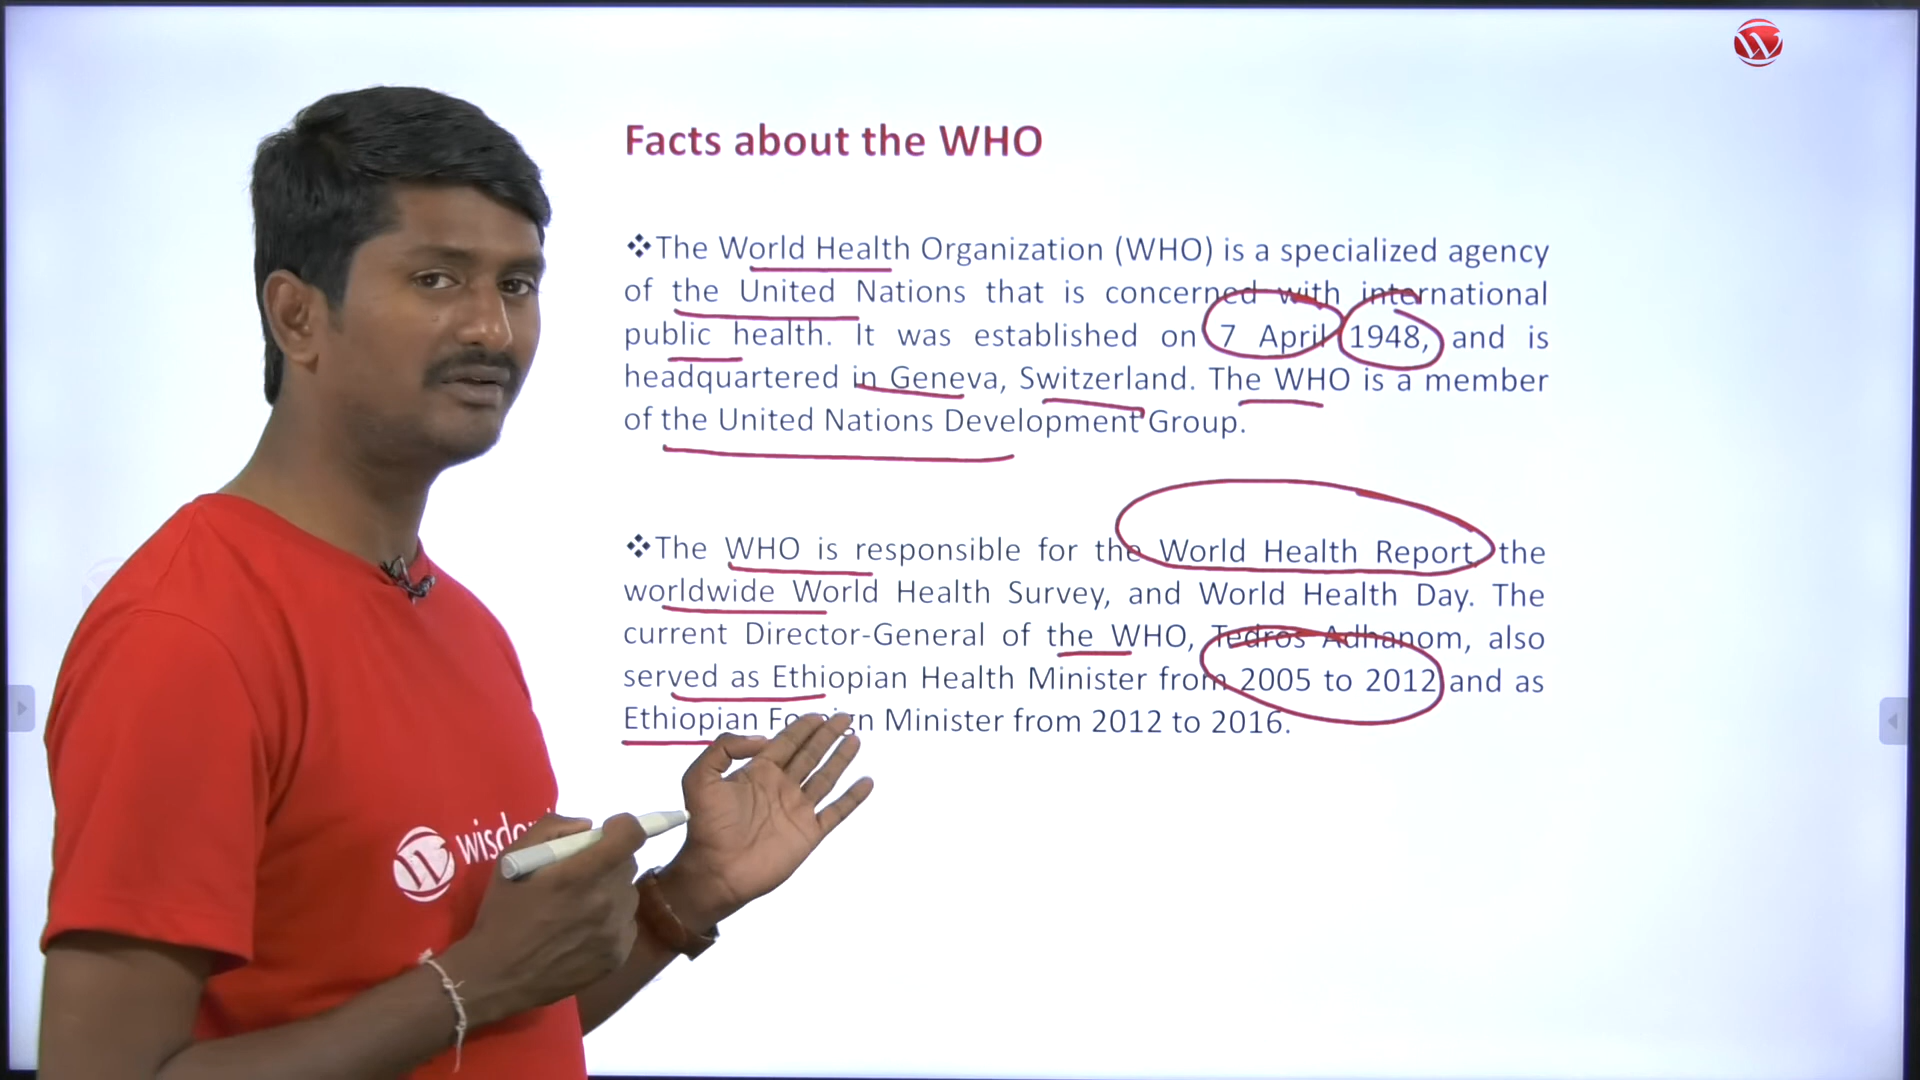 Facts about the WHO
❖The World Health Organization (WHO) is a specialized agency
of the United Nations that is concerned with international
public health. It was established on 7 April 1948, and is
headquartered in Geneva, Switzerland. The WHO is a member
of the United Nations Development Group.
❖The WHO is responsible for the World Health Report the
worldwide World Health Survey, and World Health Day. The
current Director-General of the WHO, Tedros Adhanom, also
served as Ethiopian Health Minister from 2005 to 2012 and as
Ethiopian Foreign Minister from 2012 to 2016.